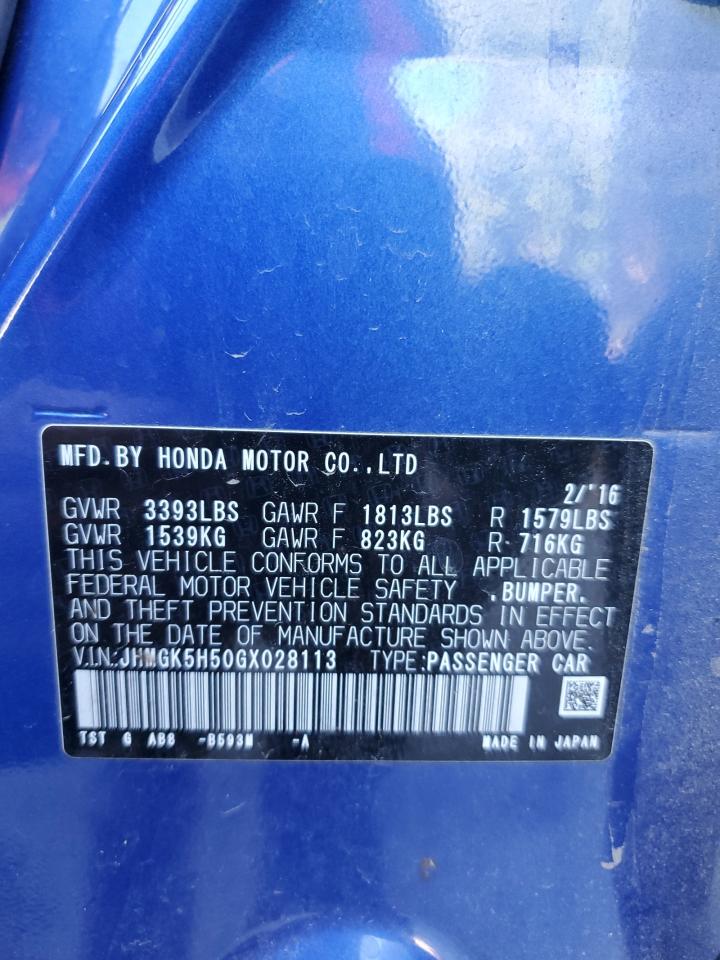 MFD.BY HONDA MOTOR CO.,LTD
2/'16
GVWR 3393LBS GAWR F 1813LBS R 1579LBS
GVWR 1539KG GAWR F 823KG R 716KG
THIS VEHICLE CONFORMS TO ALL APPLICABLE
FEDERAL MOTOR VEHICLE SAFETY ,BUMPER,
AND THEFT PREVENTION STANDARDS IN EFFECT
ON THE DATE OF MANUFACTURE SHOWN ABOVE.
V.I.N.:JHMGK5H50GX028113 TYPE:PASSENGER CAR
TST G AB8 -B593M -A MADE IN JAPAN